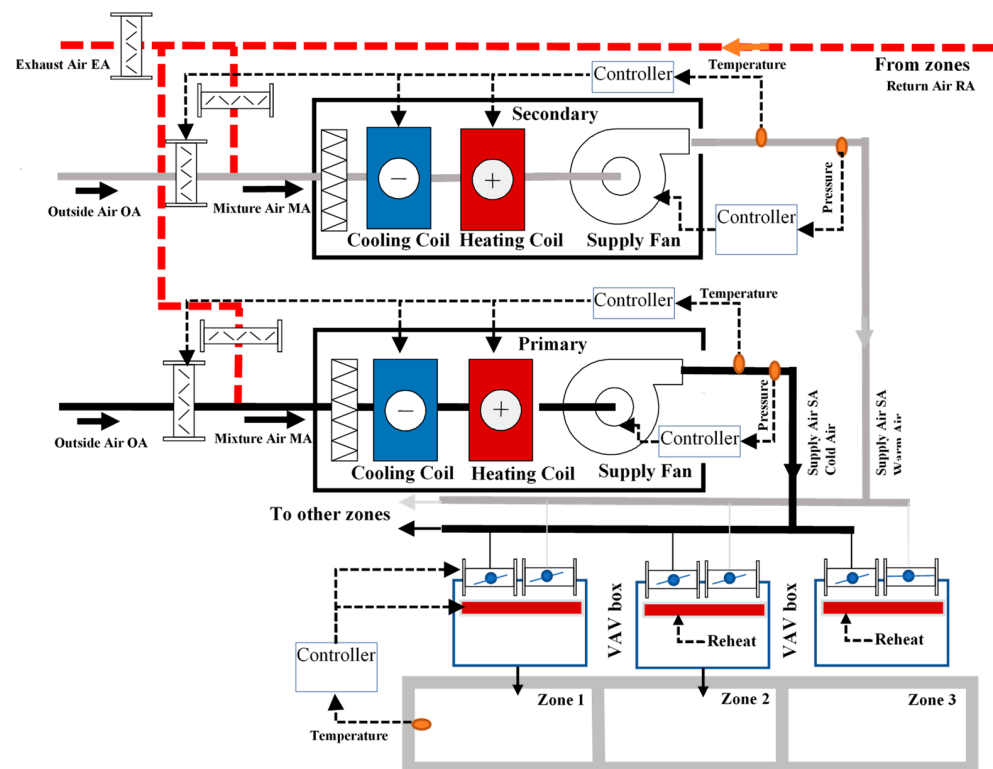 Exhaust Air EA
Controller
Temperature
From zones
Return Air RA
Secondary
−
+
Outside Air OA
Mixture Air MA
Cooling Coil
Heating Coil
Supply Fan
Controller
Pressure
Controller
Temperature
Primary
−
+
Outside Air OA
Mixture Air MA
Cooling Coil
Heating Coil
Supply Fan
Controller
Pressure
Supply Air SA
Cold Air
Supply Air SA
Warm Air
To other zones
VAV box
VAV box
Reheat
Reheat
Controller
Temperature
Zone 1
Zone 2
Zone 3